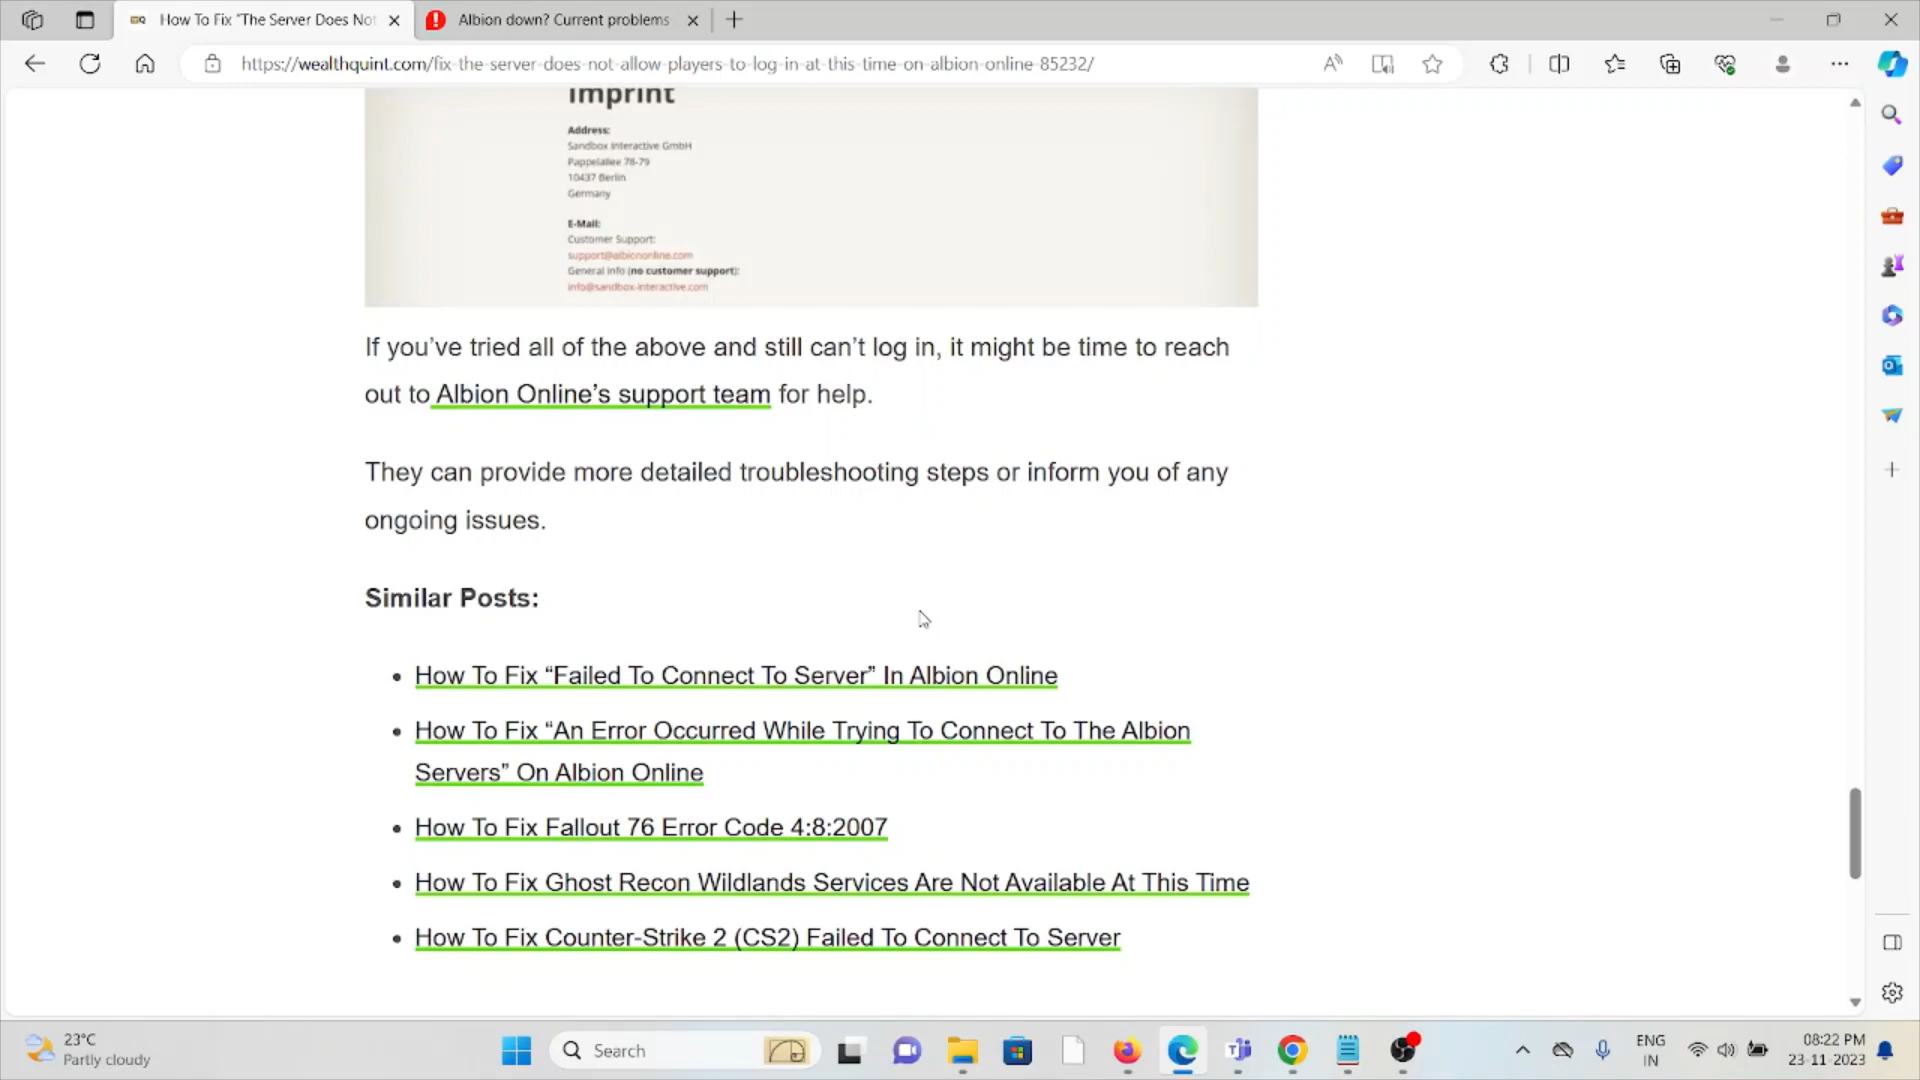 How To Fix "The Server Does Not
Albion down? Current problems
https://wealthquint.com/fix-the-server-does-not-allow-players-to-log-in-at-this-time-on-albion-online-85232/
Imprint
Address:
Sandbox Interactive GmbH
Pappelallee 78-79
10437 Berlin
Germany
E-Mail:
Customer Support:
support@albiononline.com
General info (no customer support):
info@sandbox-interactive.com
If you’ve tried all of the above and still can’t log in, it might be time to reach
out to Albion Online’s support team for help.
They can provide more detailed troubleshooting steps or inform you of any
ongoing issues.
Similar Posts:
How To Fix “Failed To Connect To Server” In Albion Online
How To Fix “An Error Occurred While Trying To Connect To The Albion
Servers” On Albion Online
How To Fix Fallout 76 Error Code 4:8:2007
How To Fix Ghost Recon Wildlands Services Are Not Available At This Time
How To Fix Counter-Strike 2 (CS2) Failed To Connect To Server
23°C
Partly cloudy
Search
ENG
IN
08:22 PM
23-11-2023